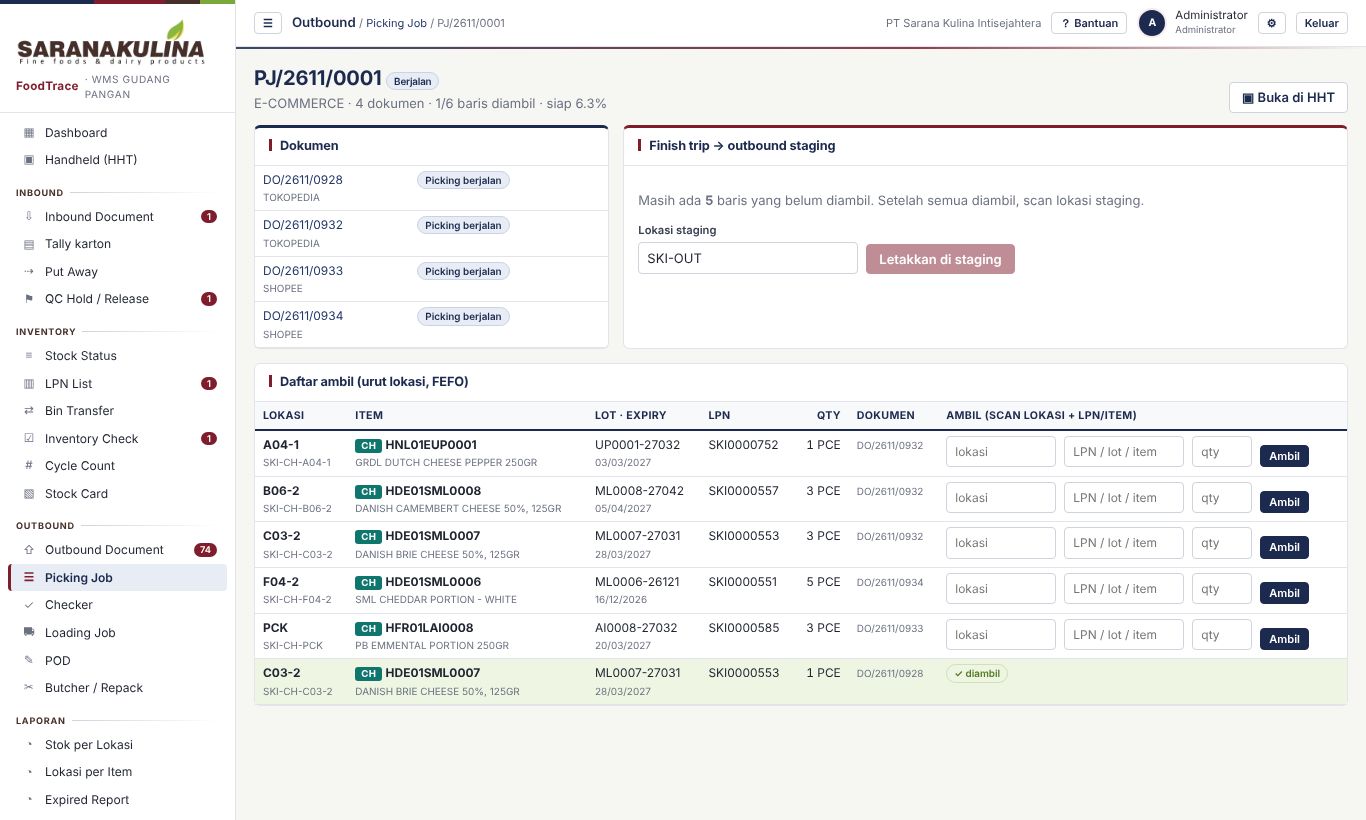 SARANAKULINA
Fine foods & dairy products
FoodTrace · WMS GUDANG PANGAN
▦ Dashboard
▣ Handheld (HHT)
INBOUND
⇩ Inbound Document 1
▤ Tally karton
⇢ Put Away
⚑ QC Hold / Release 1
INVENTORY
≡ Stock Status
▥ LPN List 1
⇄ Bin Transfer
☑ Inventory Check 1
# Cycle Count
▧ Stock Card
OUTBOUND
⇧ Outbound Document 74
☰ Picking Job
✓ Checker
⛟ Loading Job
✎ POD
✂ Butcher / Repack
LAPORAN
Stok per Lokasi
Lokasi per Item
Expired Report
☰ Outbound / Picking Job / PJ/2611/0001
PT Sarana Kulina Intisejahtera
? Bantuan
A
Administrator
Administrator
⚙
Keluar
PJ/2611/0001 Berjalan
E-COMMERCE · 4 dokumen · 1/6 baris diambil · siap 6.3%
▣ Buka di HHT
Dokumen
DO/2611/0928 Picking berjalan
TOKOPEDIA
DO/2611/0932 Picking berjalan
TOKOPEDIA
DO/2611/0933 Picking berjalan
SHOPEE
DO/2611/0934 Picking berjalan
SHOPEE
Finish trip → outbound staging
Masih ada 5 baris yang belum diambil. Setelah semua diambil, scan lokasi staging.
Lokasi staging
SKI-OUT Letakkan di staging
Daftar ambil (urut lokasi, FEFO)
LOKASI ITEM LOT · EXPIRY LPN QTY DOKUMEN AMBIL (SCAN LOKASI + LPN/ITEM)
A04-1 CH HNL01EUP0001 UP0001-27032 SKI0000752 1 PCE DO/2611/0932 lokasi LPN / lot / item qty Ambil
SKI-CH-A04-1 GRDL DUTCH CHEESE PEPPER 250GR 03/03/2027
B06-2 CH HDE01SML0008 ML0008-27042 SKI0000557 3 PCE DO/2611/0932 lokasi LPN / lot / item qty Ambil
SKI-CH-B06-2 DANISH CAMEMBERT CHEESE 50%, 125GR 05/04/2027
C03-2 CH HDE01SML0007 ML0007-27031 SKI0000553 3 PCE DO/2611/0932 lokasi LPN / lot / item qty Ambil
SKI-CH-C03-2 DANISH BRIE CHEESE 50%, 125GR 28/03/2027
F04-2 CH HDE01SML0006 ML0006-26121 SKI0000551 5 PCE DO/2611/0934 lokasi LPN / lot / item qty Ambil
SKI-CH-F04-2 SML CHEDDAR PORTION - WHITE 16/12/2026
PCK CH HFR01LAI0008 AI0008-27032 SKI0000585 3 PCE DO/2611/0933 lokasi LPN / lot / item qty Ambil
SKI-CH-PCK PB EMMENTAL PORTION 250GR 20/03/2027
C03-2 CH HDE01SML0007 ML0007-27031 SKI0000553 1 PCE DO/2611/0928 ✓ diambil
SKI-CH-C03-2 DANISH BRIE CHEESE 50%, 125GR 28/03/2027